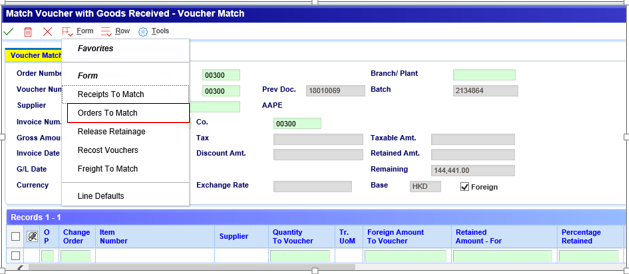 Match Voucher with Goods Received - Voucher Match
Form Row Tools
Favorites
Voucher Match
Form
Order Number 00300 Branch/ Plant
Receipts To Match
Voucher Num 00300 Prev Doc. 18010069 Batch 2134864
Orders To Match
Supplier AAPE
Invoice Num. Co. 00300
Release Retainage
Gross Amou Tax Taxable Amt.
Recost Vouchers
Invoice Date Discount Amt. Retained Amt.
Freight To Match
G/L Date Remaining 144,441.00
Currency Exchange Rate Base HKD Foreign
Line Defaults
Records 1 - 1
O P Change Order Item Number Supplier Quantity To Voucher Tr. UoM Foreign Amount To Voucher Retained Amount - For Percentage Retained